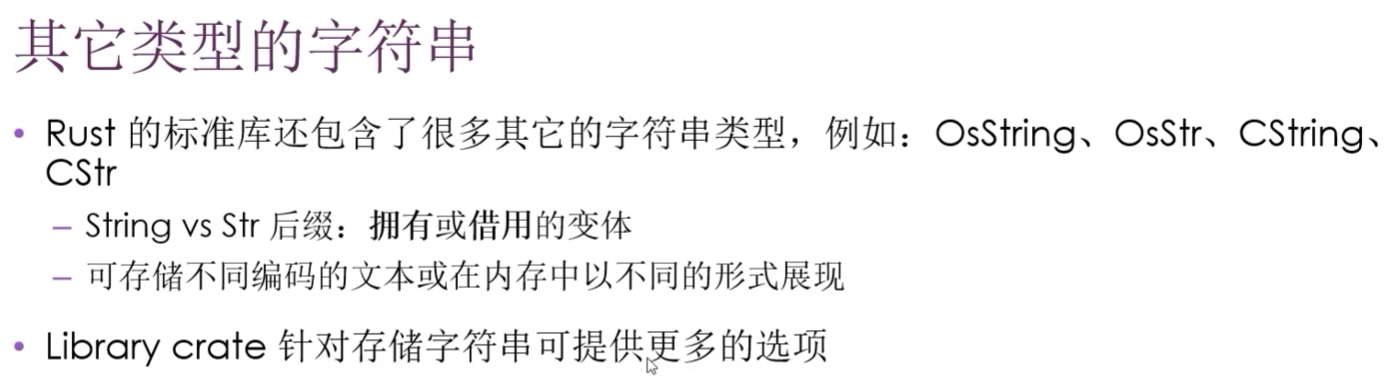 其它类型的字符串
• Rust 的标准库还包含了很多其它的字符串类型，例如：OsString、OsStr、CString、
CStr
– String vs Str 后缀：拥有或借用的变体
– 可存储不同编码的文本或在内存中以不同的形式展现
• Library crate 针对存储字符串可提供更多的选项